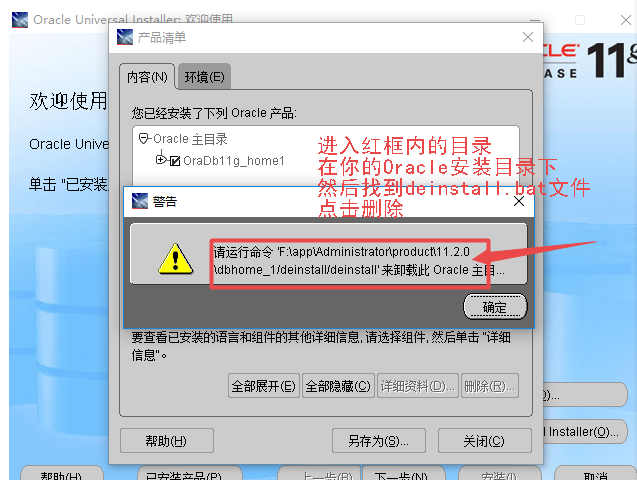 Oracle Universal Installer: 欢迎使用
产品清单
内容(N)
环境(E)
ASE 11g
欢迎使用
您已经安装了下列 Oracle 产品:
Oracle 主目录
OraDb11g_home1
Oracle Unive
单击 "已安装
进入红框内的目录
在你的Oracle安装目录下
然后找到deinstall.bat文件
点击删除
警告
请运行命令 'F:\app\Administrator\product\11.2.0
\dbhome_1/deinstall/deinstall' 来卸载此 Oracle 主目...
确定
要查看已安装的语言和组件的其他详细信息, 请选择组件, 然后单击 "详细
信息"。
全部展开(E)
全部隐藏(C)
详细资料(D)...
删除(R)...
)...
l Installer(O)...
帮助(H)
另存为(S)...
关闭(C)
帮助(H)
已安装产品(P)...
上一步(B)
下一步(N)
安装(I)
取消